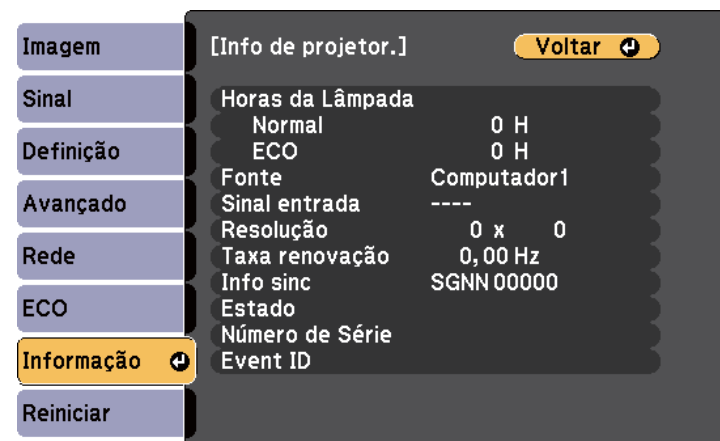 Imagem
Sinal
Definição
Avançado
Rede
ECO
Informação
Reiniciar
[Info de projetor.]
Voltar
Horas da Lâmpada
Normal 0 H
ECO 0 H
Fonte Computador1
Sinal entrada ----
Resolução 0 x 0
Taxa renovação 0,00 Hz
Info sinc SGNN 00000
Estado
Número de Série
Event ID